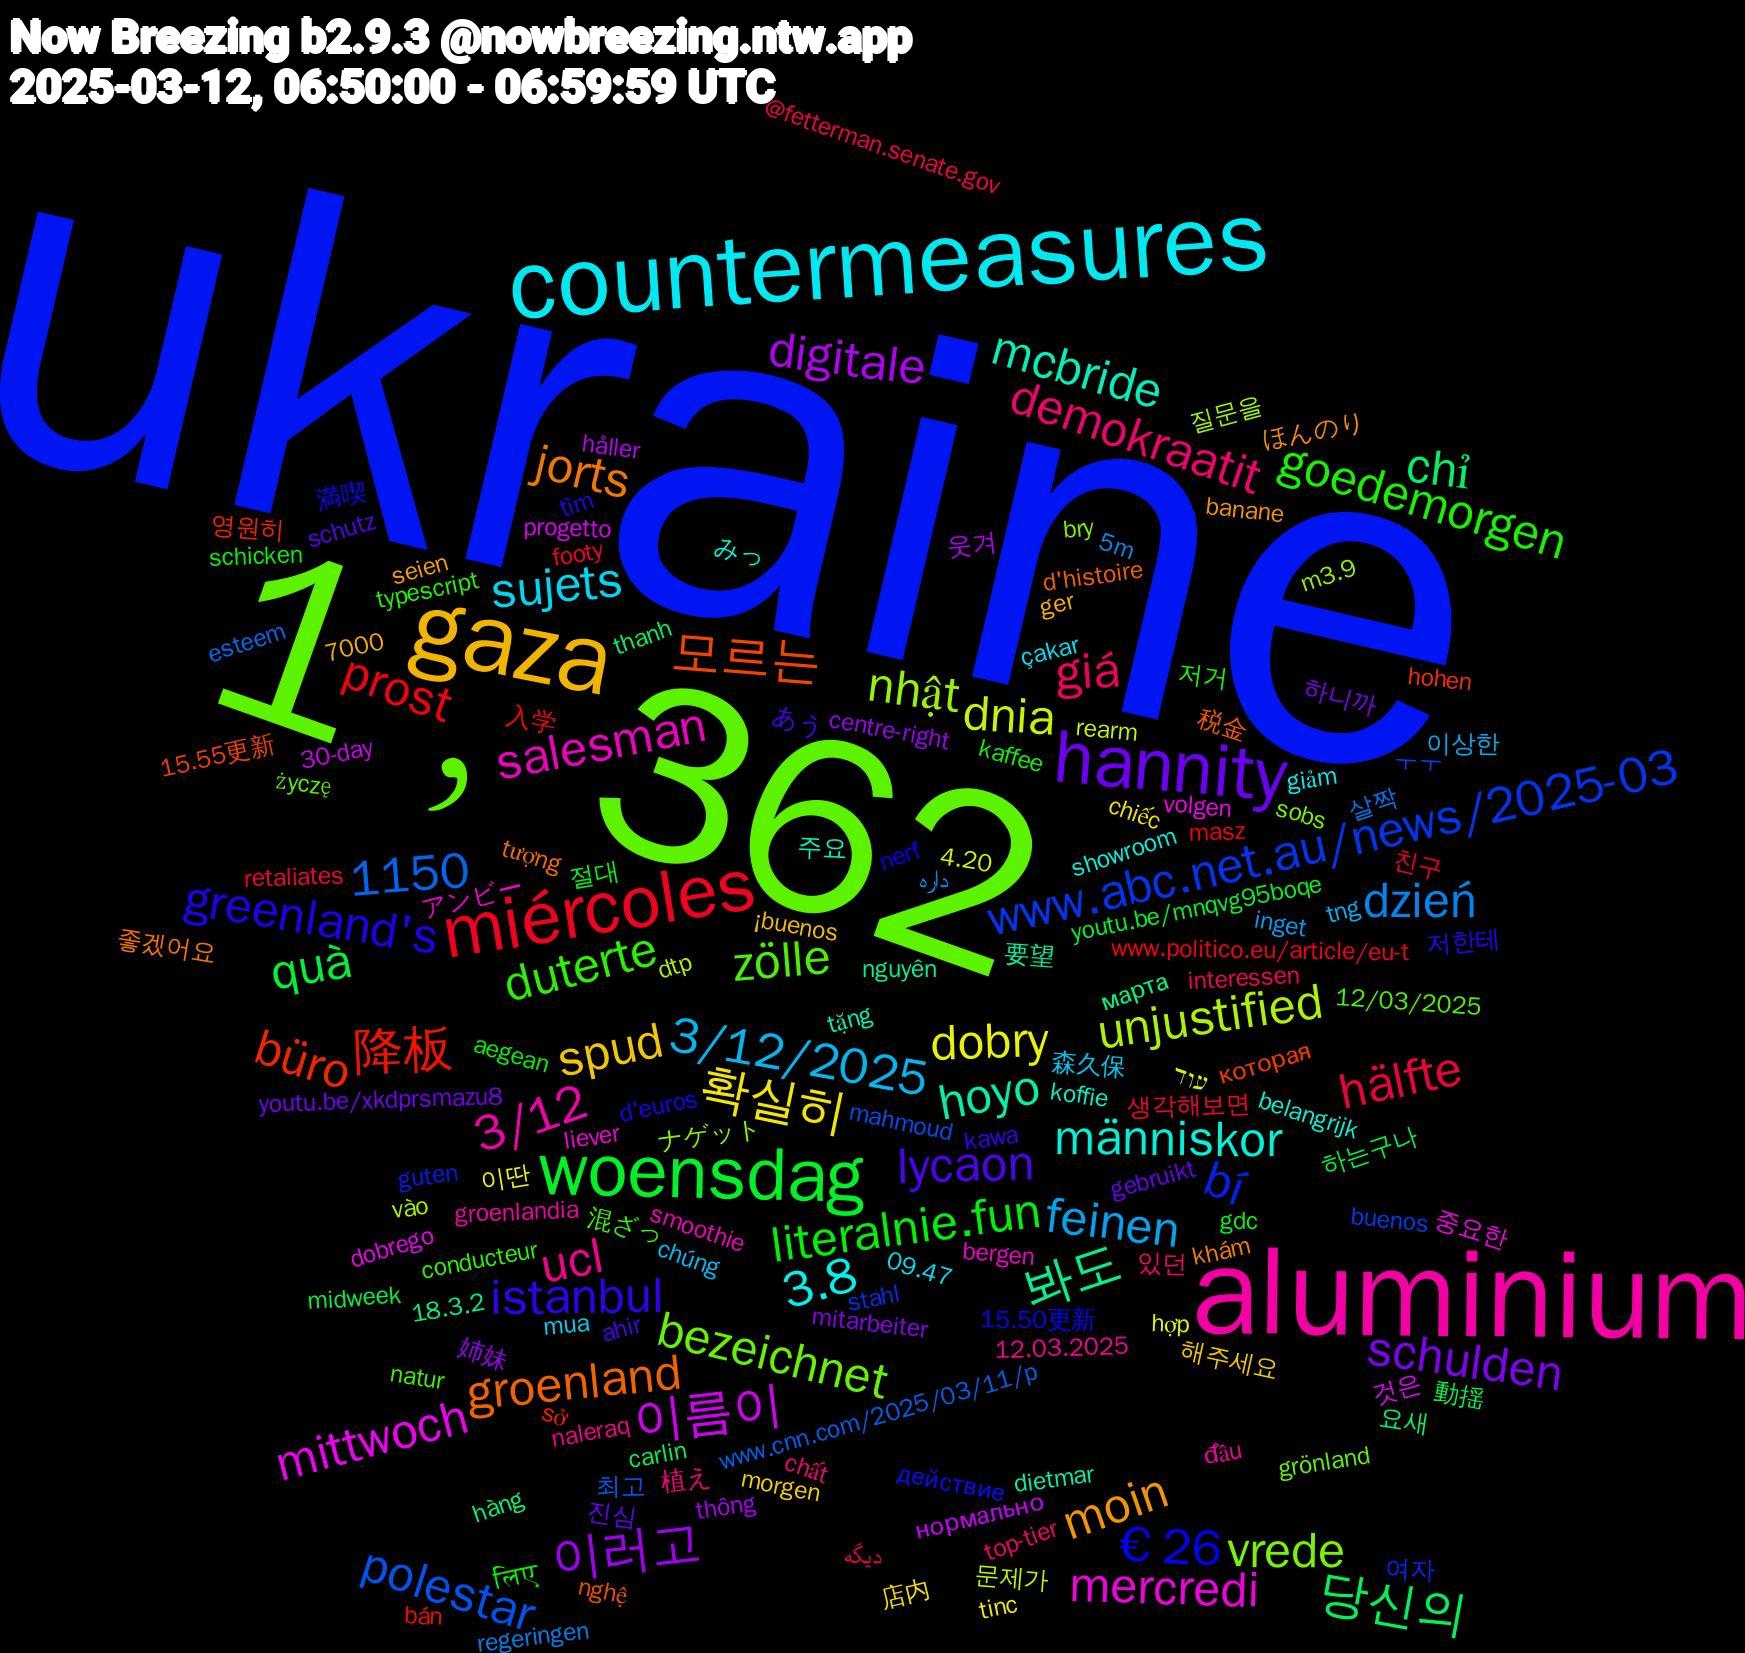 Now Breezing b2.9.3 @nowbreezing.ntw.app
2025-03-12, 06:50:00 - 06:59:59 UTC
@fetterman.senate.gov
ukraine
countermeasures
1,362
aluminium
gaza
miércoles
woensdag
hannity
digitale
mcbride
demokraatit
chỉ
goedemorgen
jorts
질문을
ほんのり
banane
håller
progetto
웃겨
みっ
bry
5m
m3.9
満喫
tĩm
schutz
영원히
schicken
footy
seien
typescript
d'histoire
ger
esteem
7000
thanh
sujets
çakar
모르는
giá
저거
hohen
prost
nhật
dnia
하니까
入学
salesman
あう
centre-right
rearm
税金
15.55更新
30-day
kaffee
이상한
ㅜㅜ
życzę
volgen
giảm
살짝
www.abc.net.au/news/2025-03
chiếc
sobs
masz
showroom
주요
4.20
nerf
1150
절대
داره
친구
retaliates
アンビー
youtu.be/mnqvg95boqe
greenland's
dzień
tng
inget
저한테
¡buenos
duterte
zölle
www.politico.eu/article/eu-t
좋겠어요
tượng
quà
dtp
nguyên
要望
interessen
марта
12/03/2025
unjustified
büro
降板
spud
3/12/2025
dobry
tặng
森久保
עוד
которая
aegean
hoyo
koffie
belangrijk
hälfte
생각해보면
youtu.be/xkdprsmazu8
d'euros
확실히
mahmoud
3/12
liever
ナゲット
människor
하는구나
이딴
kawa
lycaon
gebruikt
guten
bí
vào
groenlandia
smoothie
混ざっ
literalnie.fun
feinen
gdc
buenos
중요한
dobrego
conducteur
ucl
bergen
chúng
봐도
있던
09.47
midweek
18.3.2
istanbul
3.8
stahl
mua
mitarbeiter
bezeichnet
15.50更新
12.03.2025
hợp
해주세요
姉妹
ahir
schulden
natur
groenland
이름이
것은
動揺
mittwoch
naleraq
www.cnn.com/2025/03/11/p
요새
carlin
đầu
grönland
植え
chất
최고
действие
dietmar
mercredi
hàng
진심
morgen
thông
нормально
moin
€ 26
vrede
이러고
دیگه
top-tier
여자
लिए
polestar
nghệ
문제가
khám
당신의
店内
tinc
bán
sở
regeringen